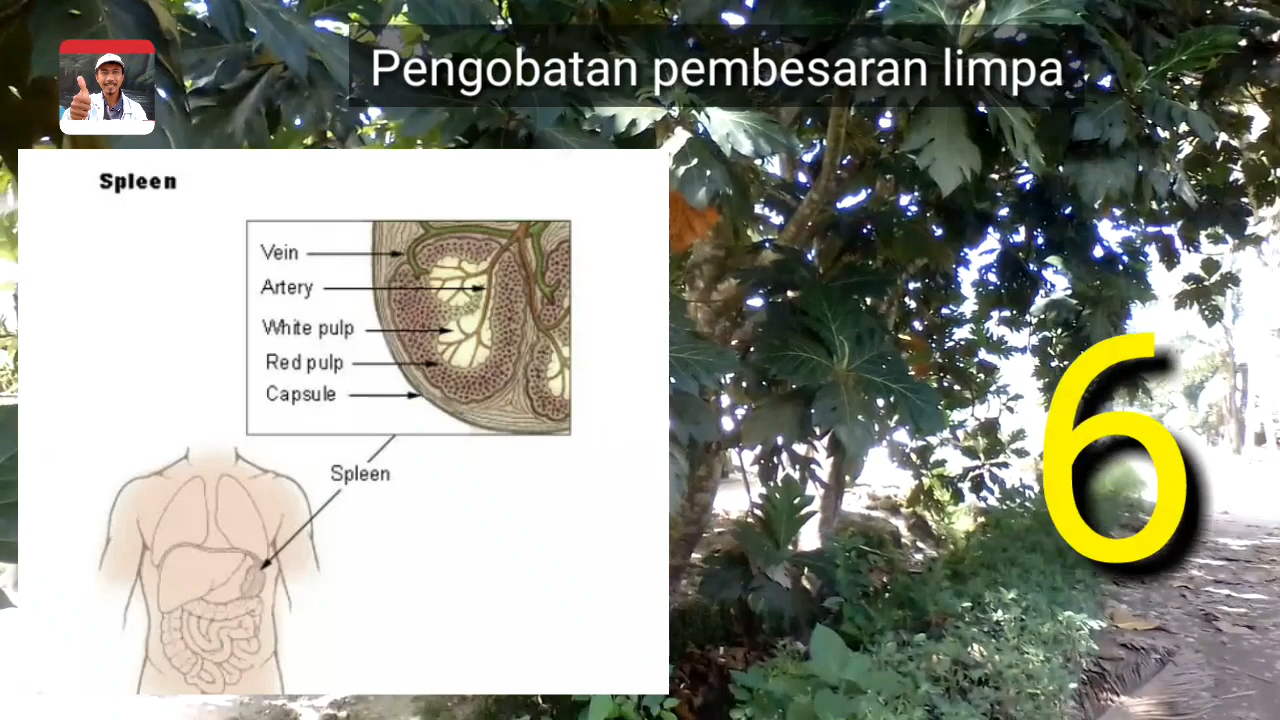 Pengobatan pembesaran limpa
Spleen
Vein
Artery
White pulp
Red pulp
Capsule
Spleen
6